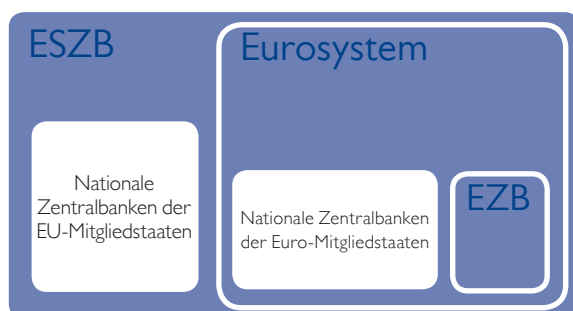 ESZB
Nationale
Zentralbanken der
EU-Mitgliedstaaten
Eurosystem
Nationale Zentralbanken
der Euro-Mitgliedstaaten
EZB